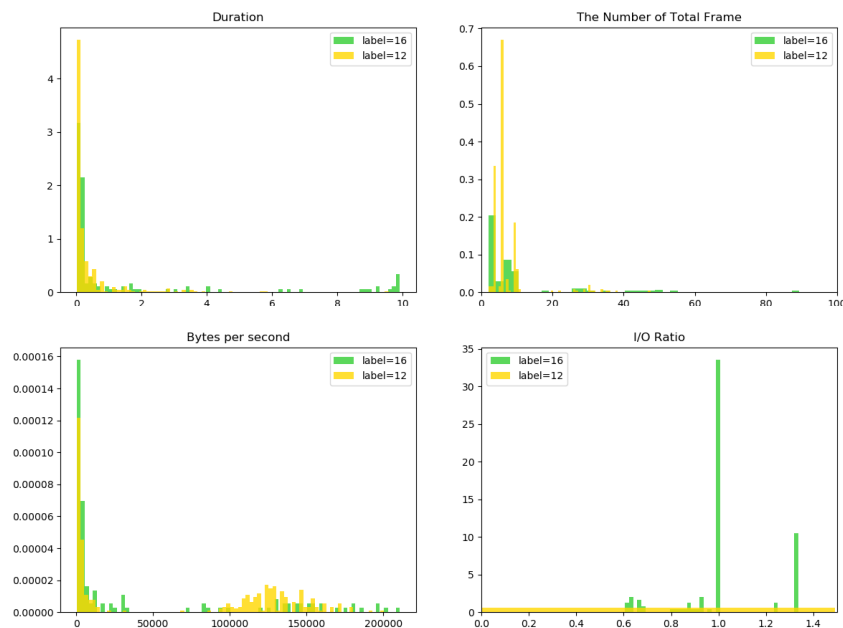 Duration
label=16
label=12
4
3
2
1
0
0 2 4 6 8 10
The Number of Total Frame
label=16
label=12
0.7
0.6
0.5
0.4
0.3
0.2
0.1
0.0
0 20 40 60 80 100
Bytes per second
label=16
label=12
0.00016
0.00014
0.00012
0.00010
0.00008
0.00006
0.00004
0.00002
0.00000
0 50000 100000 150000 200000
I/O Ratio
label=16
label=12
35
30
25
20
15
10
5
0
0.0 0.2 0.4 0.6 0.8 1.0 1.2 1.4